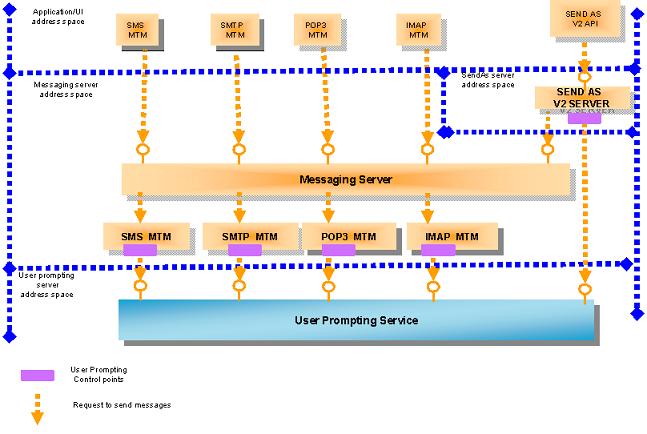 Application/UI
address space
SMS
MTM
SMTP
MTM
POP3
MTM
IMAP
MTM
SEND AS
V2 API
Messaging server
address space
SendAs server
address space
SEND AS
V2 SERVER
Messaging Server
SMS MTM
SMTP MTM
POP3 MTM
IMAP MTM
User prompting
server
address space
User Prompting Service
User Prompting
Control points
Request to send messages